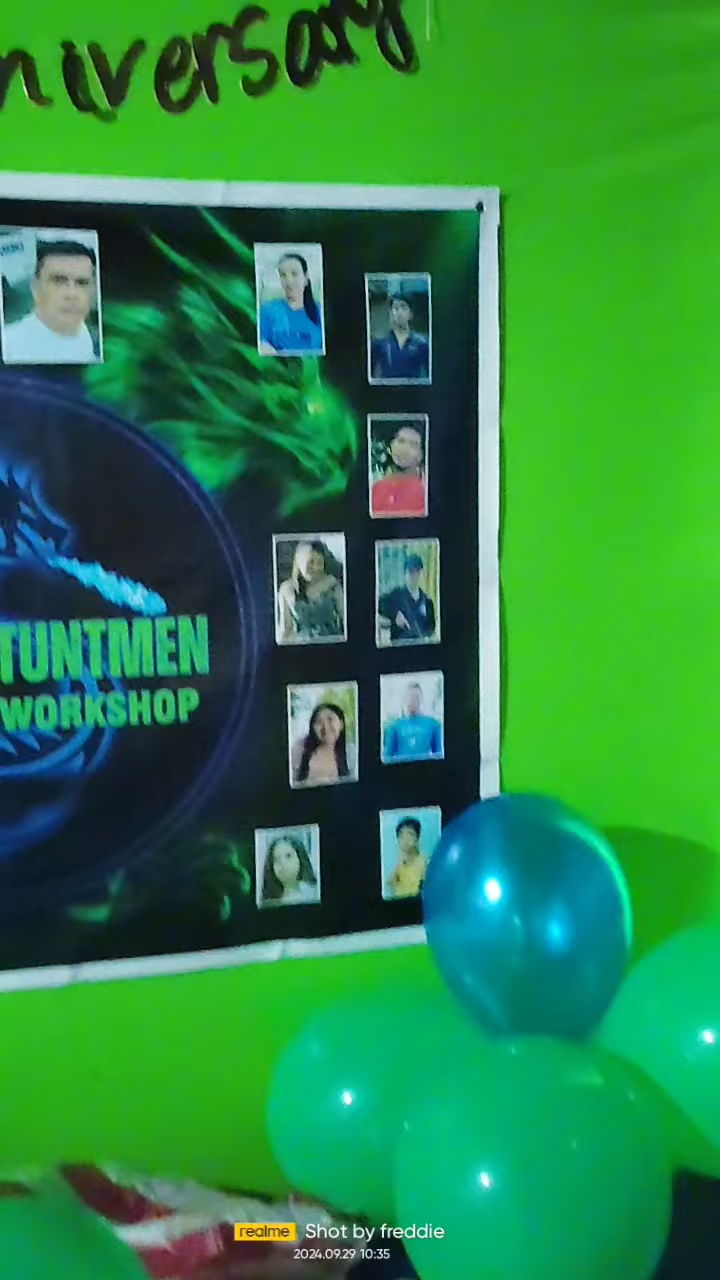 niversary
TUNTMEN
WORKSHOP
realme Shot by freddie
2024.09.29 10:35